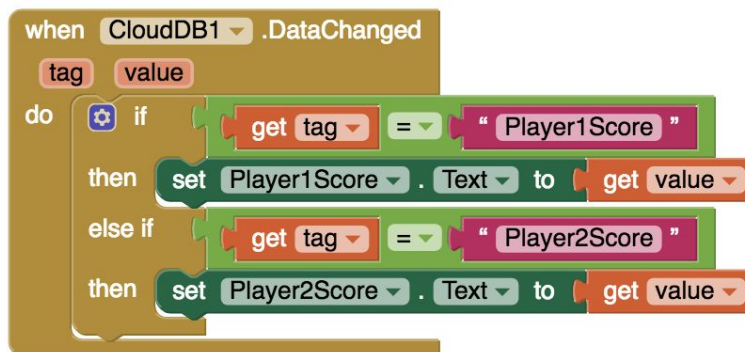 when CloudDB1 .DataChanged
tag value
do if get tag = " Player1Score "
then set Player1Score . Text to get value
else if get tag = " Player2Score "
then set Player2Score . Text to get value